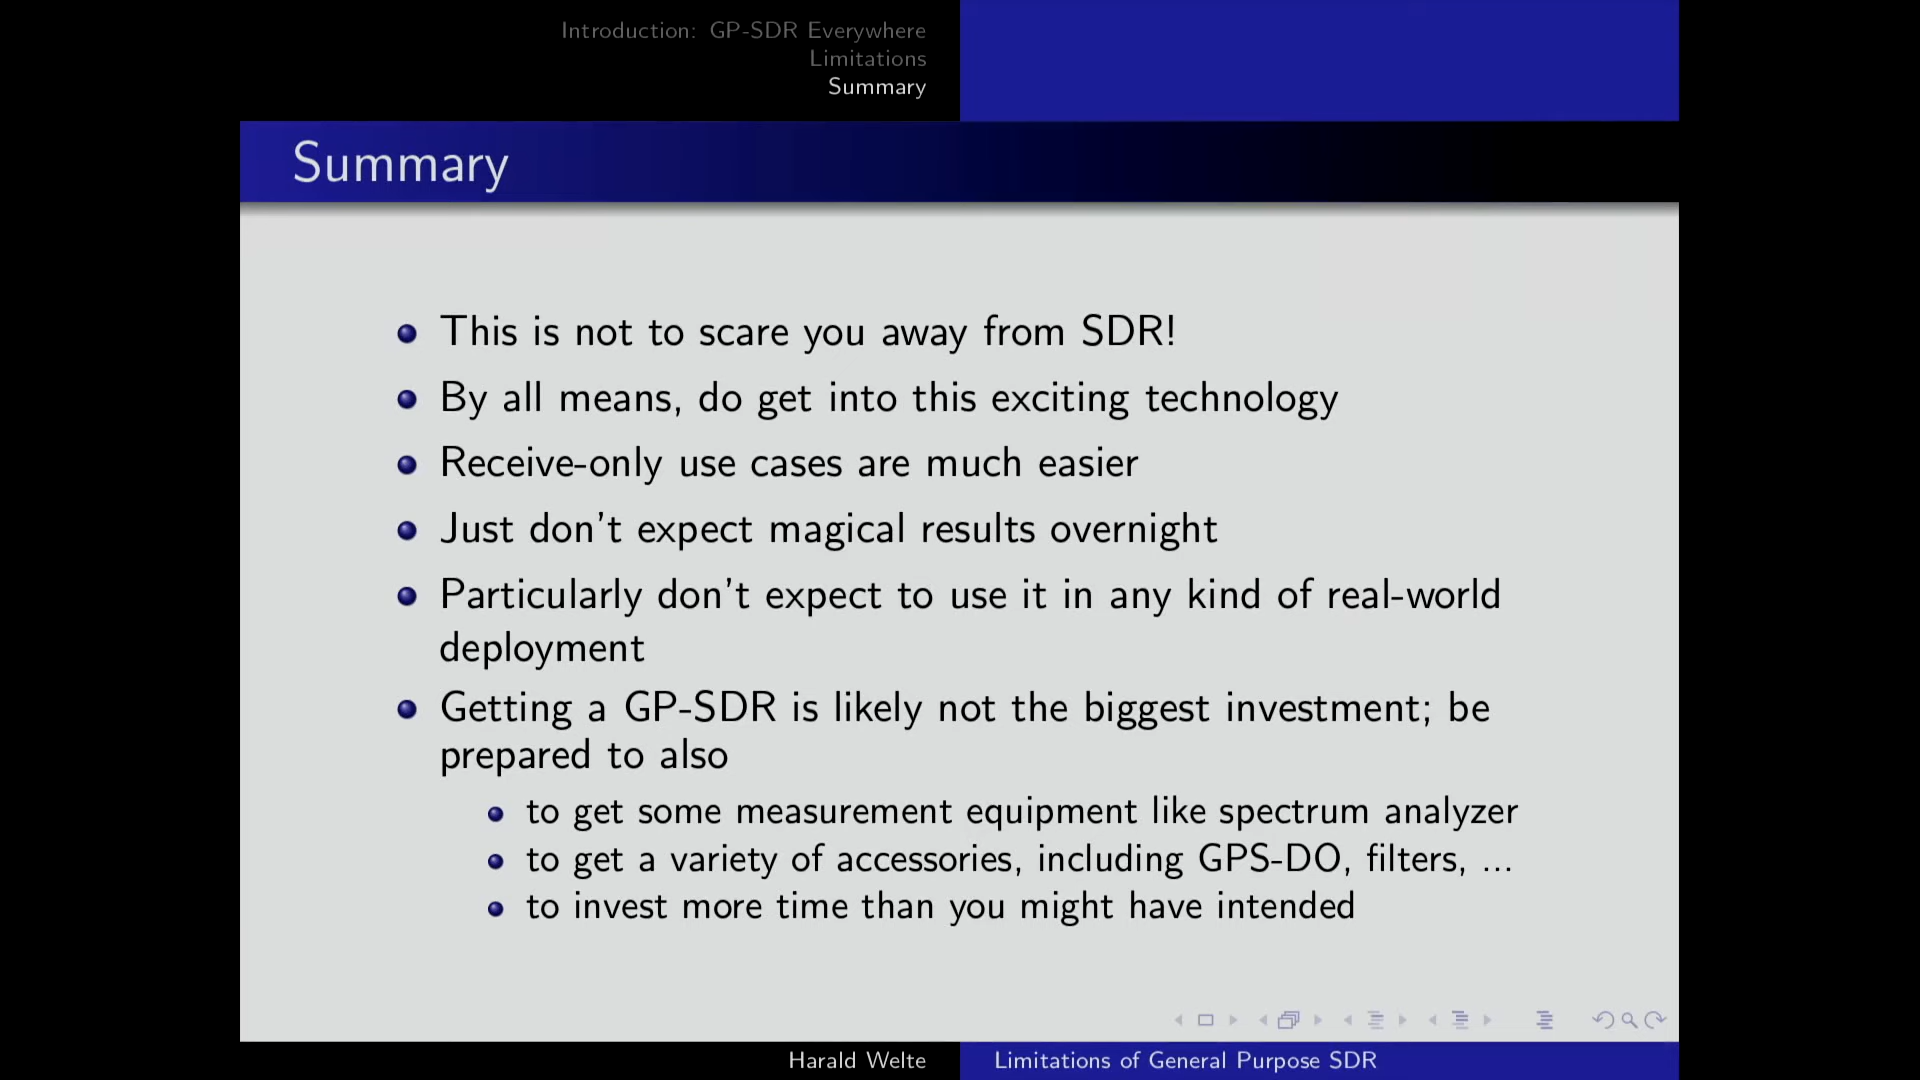 Introduction: GP-SDR Everywhere
Limitations
Summary
Summary
This is not to scare you away from SDR!
By all means, do get into this exciting technology
Receive-only use cases are much easier
Just don't expect magical results overnight
Particularly don't expect to use it in any kind of real-world
deployment
Getting a GP-SDR is likely not the biggest investment; be
prepared to also
to get some measurement equipment like spectrum analyzer
to get a variety of accessories, including GPS-DO, filters, ...
to invest more time than you might have intended
Harald Welte
Limitations of General Purpose SDR